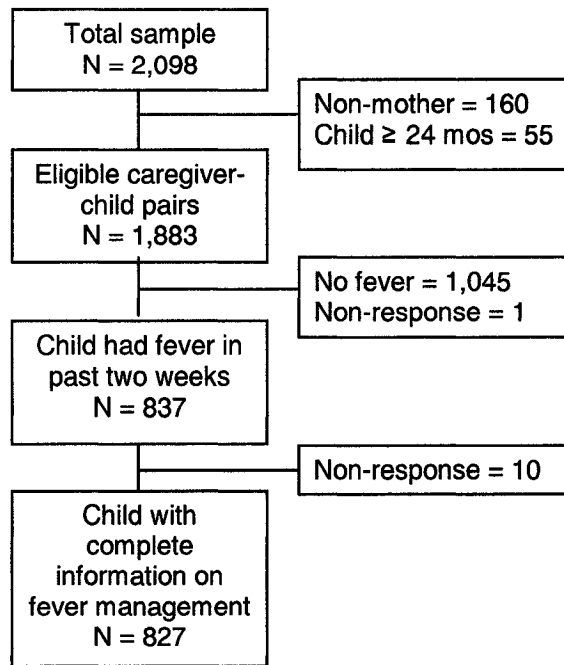 Total sample
N = 2,098
Non-mother = 160
Child ≥ 24 mos = 55
Eligible caregiver-
child pairs
N = 1,883
No fever = 1,045
Non-response = 1
Child had fever in
past two weeks
N = 837
Non-response = 10
Child with
complete
information on
fever management
N = 827